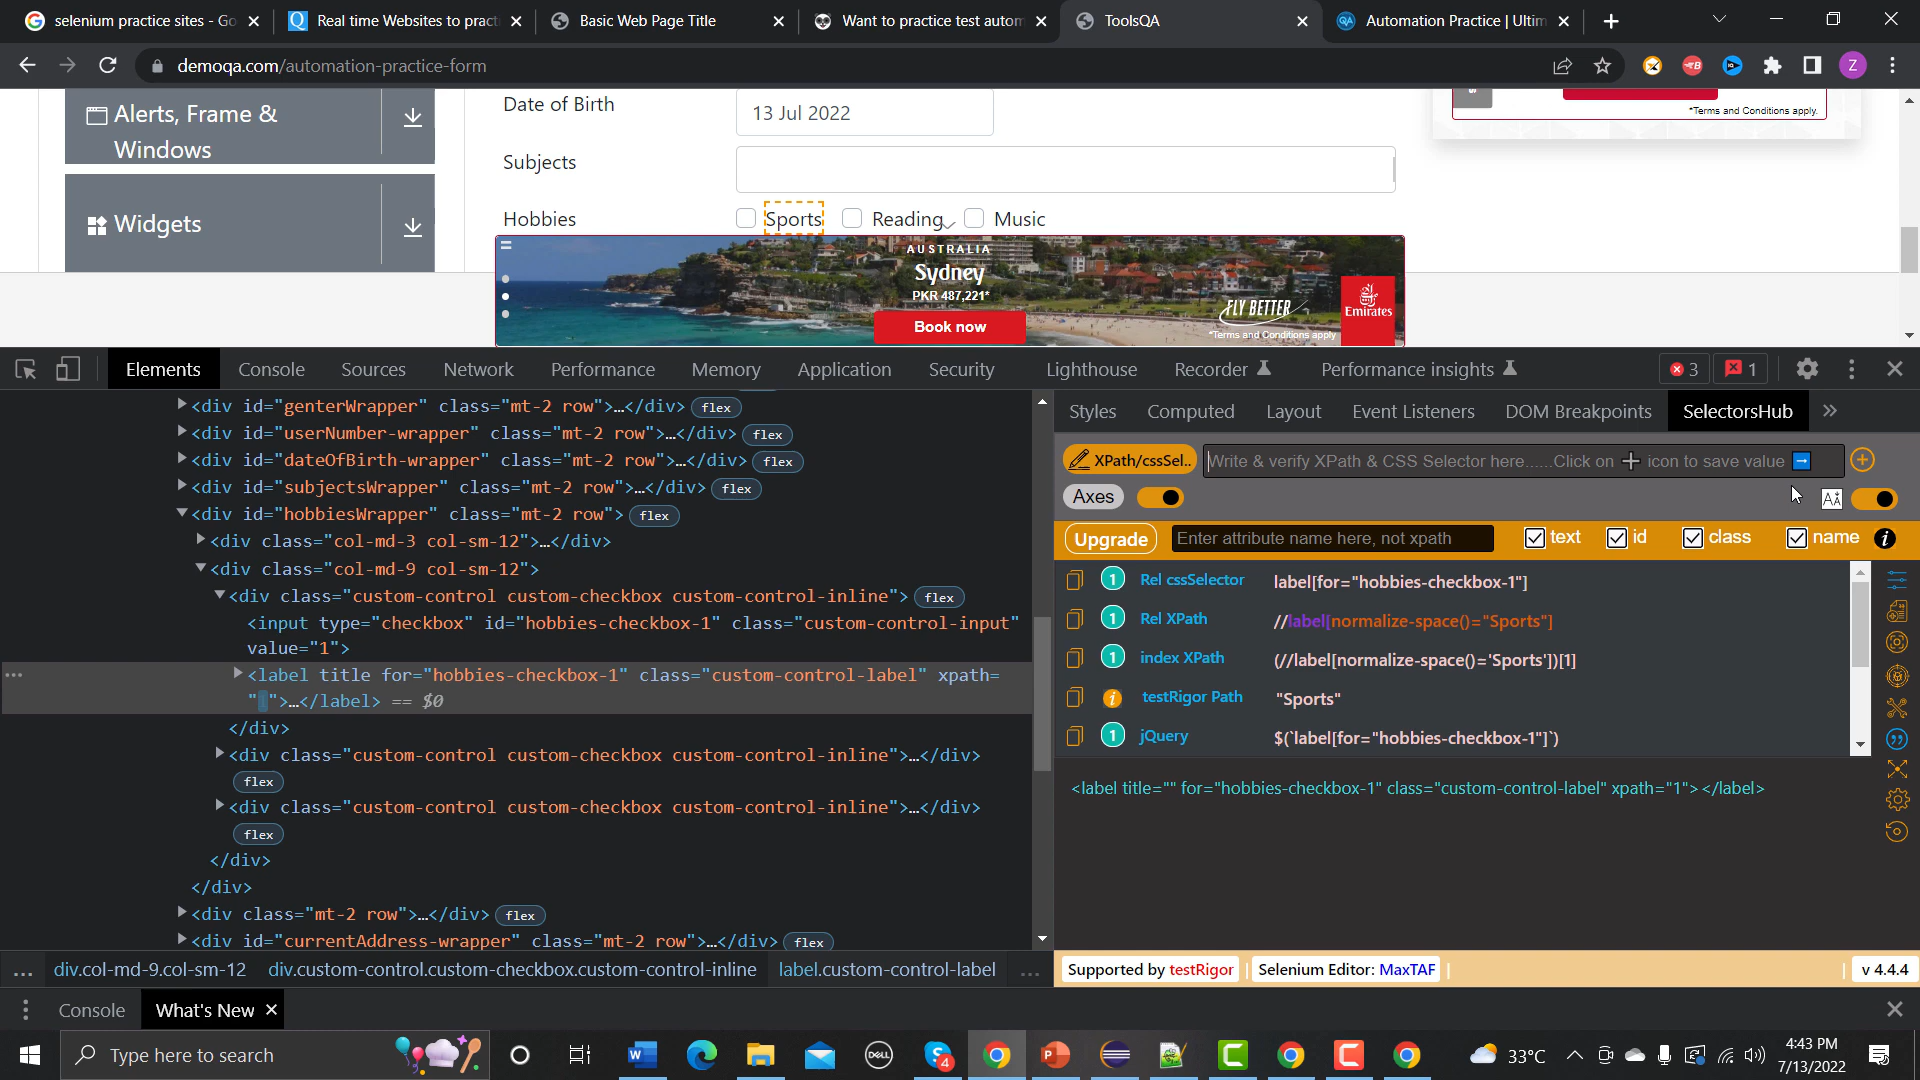 selenium practice sites - Go
Real time Websites to pract
Basic Web Page Title
Want to practice test autom
ToolsQA
Automation Practice | Ultim
demoqa.com/automation-practice-form
Z
Alerts, Frame &
Windows
Widgets
Date of Birth
13 Jul 2022
Subjects
Hobbies
Sports
Reading
Music
*Terms and Conditions apply.
AUSTRALIA
Sydney
PKR 487,221*
Book now
FLY BETTER
*Terms and Conditions apply
Emirates
Elements
Console
Sources
Network
Performance
Memory
Application
Security
Lighthouse
Recorder
Performance insights
3
1
<div id="genterWrapper" class="mt-2 row">…</div> flex
<div id="userNumber-wrapper" class="mt-2 row">…</div> flex
<div id="dateOfBirth-wrapper" class="mt-2 row">…</div> flex
<div id="subjectsWrapper" class="mt-2 row">…</div> flex
<div id="hobbiesWrapper" class="mt-2 row"> flex
<div class="col-md-3 col-sm-12">…</div>
<div class="col-md-9 col-sm-12">
<div class="custom-control custom-checkbox custom-control-inline"> flex
<input type="checkbox" id="hobbies-checkbox-1" class="custom-control-input"
value="1">
<label title for="hobbies-checkbox-1" class="custom-control-label" xpath=
"1">…</label> == $0
</div>
<div class="custom-control custom-checkbox custom-control-inline">…</div>
flex
<div class="custom-control custom-checkbox custom-control-inline">…</div>
flex
</div>
</div>
<div class="mt-2 row">…</div> flex
<div id="currentAddress-wrapper" class="mt-2 row">…</div> flex
... div.col-md-9.col-sm-12 div.custom-control.custom-checkbox.custom-control-inline label.custom-control-label ...
Styles
Computed
Layout
Event Listeners
DOM Breakpoints
SelectorsHub
XPath/cssSel..
Write & verify XPath & CSS Selector here.....Click on + icon to save value
Axes
Upgrade
Enter attribute name here, not xpath
text
id
class
name
1 Rel cssSelector label[for="hobbies-checkbox-1"]
1 Rel XPath //label[normalize-space()="Sports"]
1 index XPath (//label[normalize-space()='Sports'])[1]
testRigor Path "Sports"
1 jQuery $(`label[for="hobbies-checkbox-1"]`)
<label title="" for="hobbies-checkbox-1" class="custom-control-label" xpath="1"></label>
Supported by testRigor
Selenium Editor: MaxTAF
v 4.4.4
Console
What's New
Type here to search
DELL
4
33°C
4:43 PM
7/13/2022